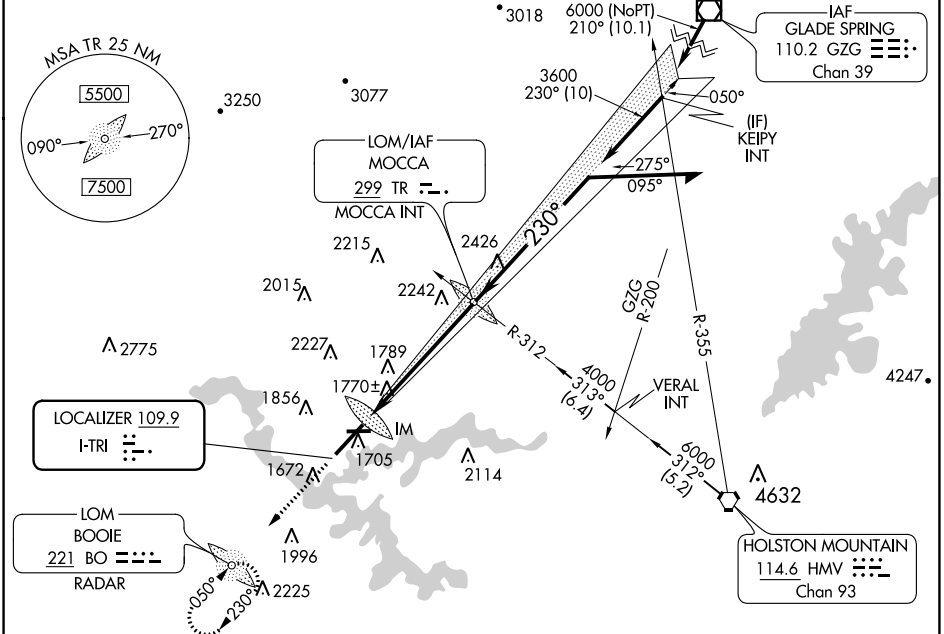 3018
6000 (NoPT)
210° (10.1)
IAF
GLADE SPRING
110.2 GZG
Chan 39
MSA TR 25 NM
5500
090°
270°
7500
3250
3077
3600
230° (10)
050°
(IF)
KEIPY
INT
LOM/IAF
MOCCA
299 TR
MOCCA INT
275°
095°
230°
2215
2426
2015
2242
GZG
R-200
R-355
R-312
2775
2227
1789
1770±
4000
313°
(6.4)
VERAL
INT
4247
1856
LOCALIZER 109.9
I-TRI
IM
1705
1672
2114
6000
312°
(5.2)
4632
LOM
BOOIE
221 BO
RADAR
1996
050°
230°
2225
HOLSTON MOUNTAIN
114.6 HMV
Chan 93